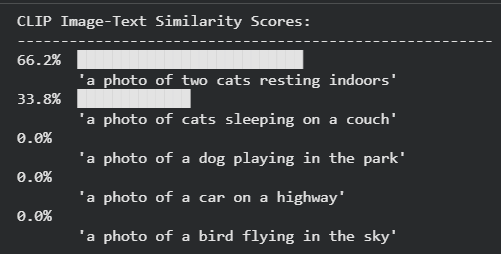 CLIP Image-Text Similarity Scores:
------------------------------------------------------
66.2%
'a photo of two cats resting indoors'
33.8%
'a photo of cats sleeping on a couch'
0.0%
'a photo of a dog playing in the park'
0.0%
'a photo of a car on a highway'
0.0%
'a photo of a bird flying in the sky'